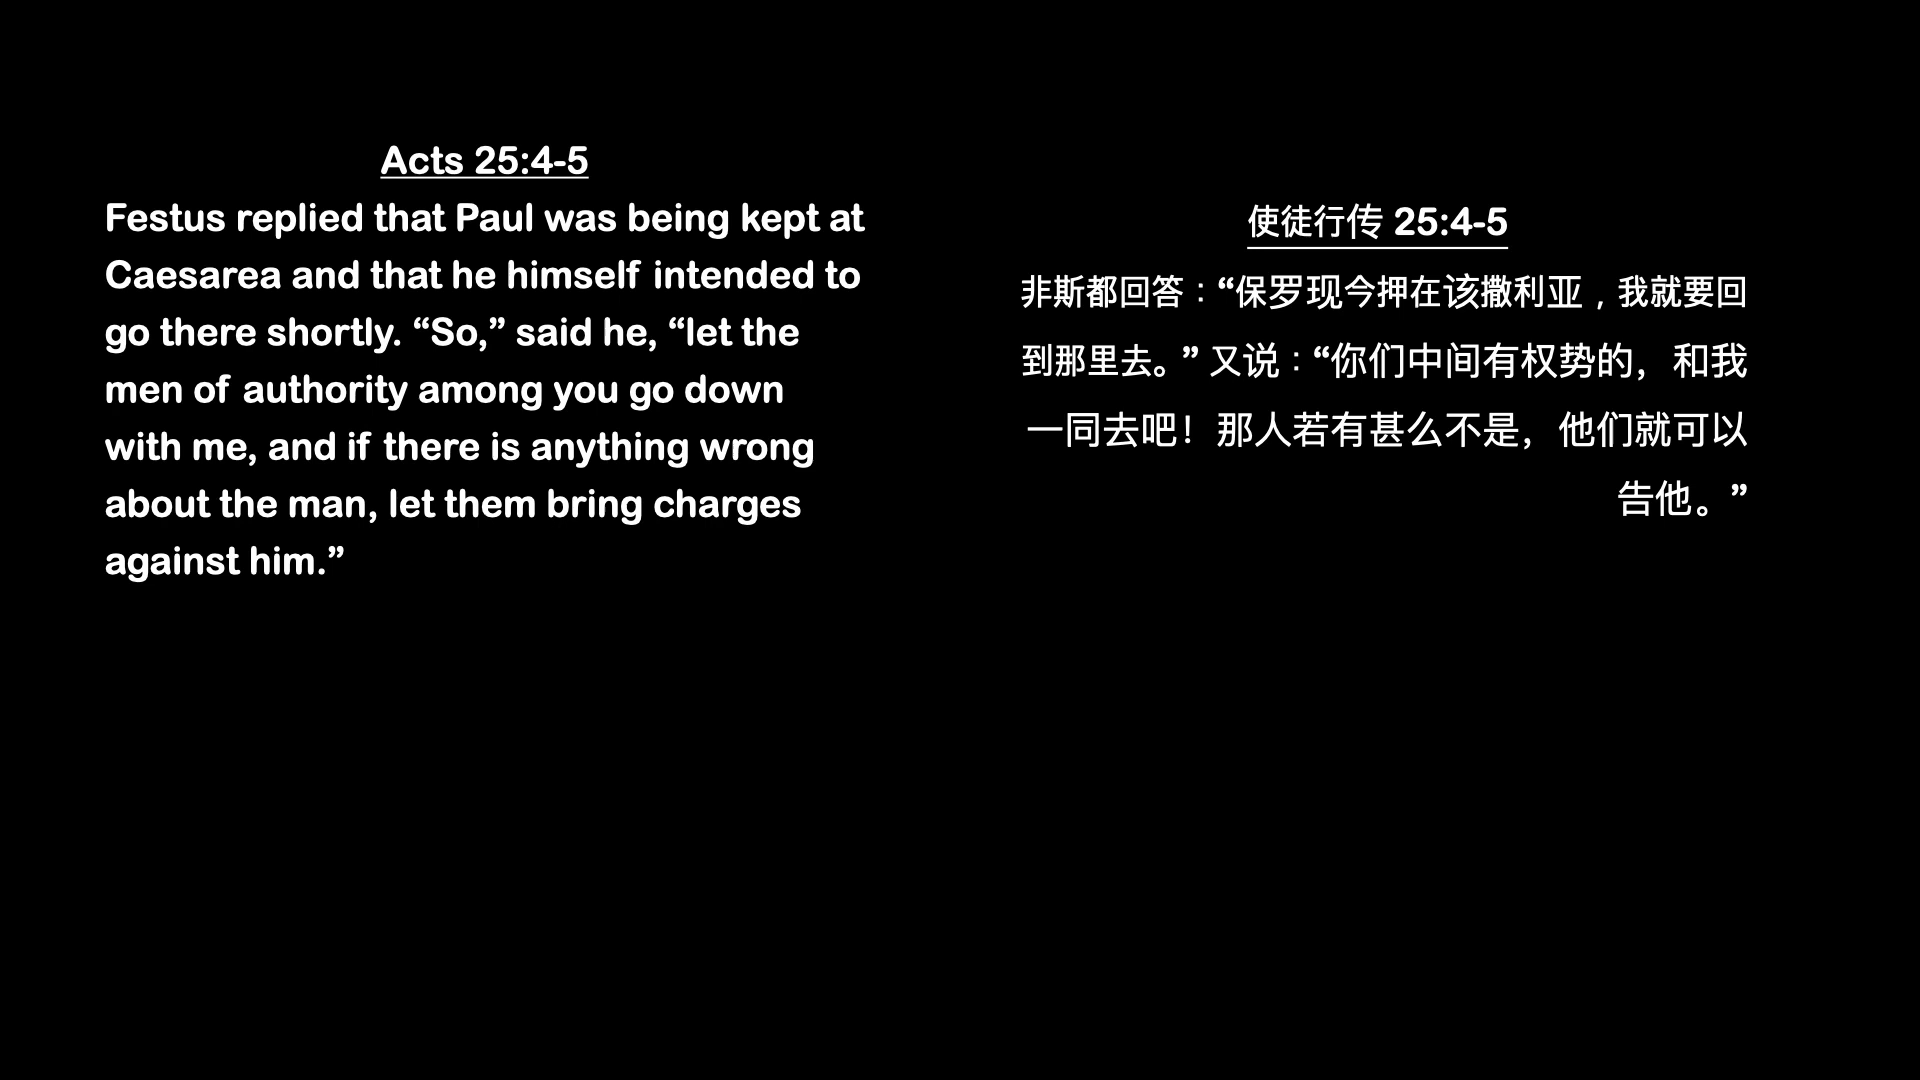 Acts 25:4-5
Festus replied that Paul was being kept at
Caesarea and that he himself intended to
go there shortly. “So,” said he, “let the
men of authority among you go down
with me, and if there is anything wrong
about the man, let them bring charges
against him.”
使徒行传 25:4-5
非斯都回答：“保罗现今押在该撒利亚，我就要回
到那里去。” 又说：“你们中间有权势的，和我
一同去吧！那人若有甚么不是，他们就可以
告他。”